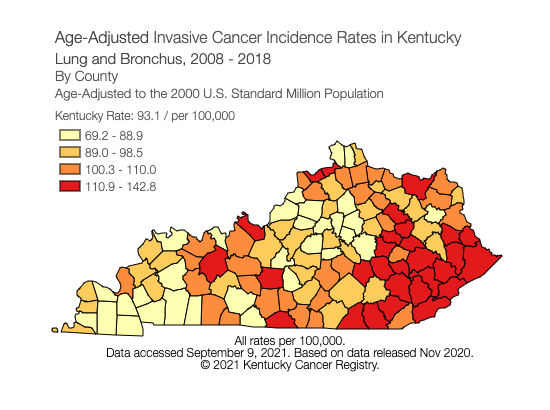 Age-Adjusted Invasive Cancer Incidence Rates in Kentucky
Lung and Bronchus, 2008 - 2018
By County
Age-Adjusted to the 2000 U.S. Standard Million Population
Kentucky Rate: 93.1 / per 100,000
69.2 - 88.9
89.0 - 98.5
100.3 - 110.0
110.9 - 142.8
All rates per 100,000.
Data accessed September 9, 2021. Based on data released Nov 2020.
© 2021 Kentucky Cancer Registry.